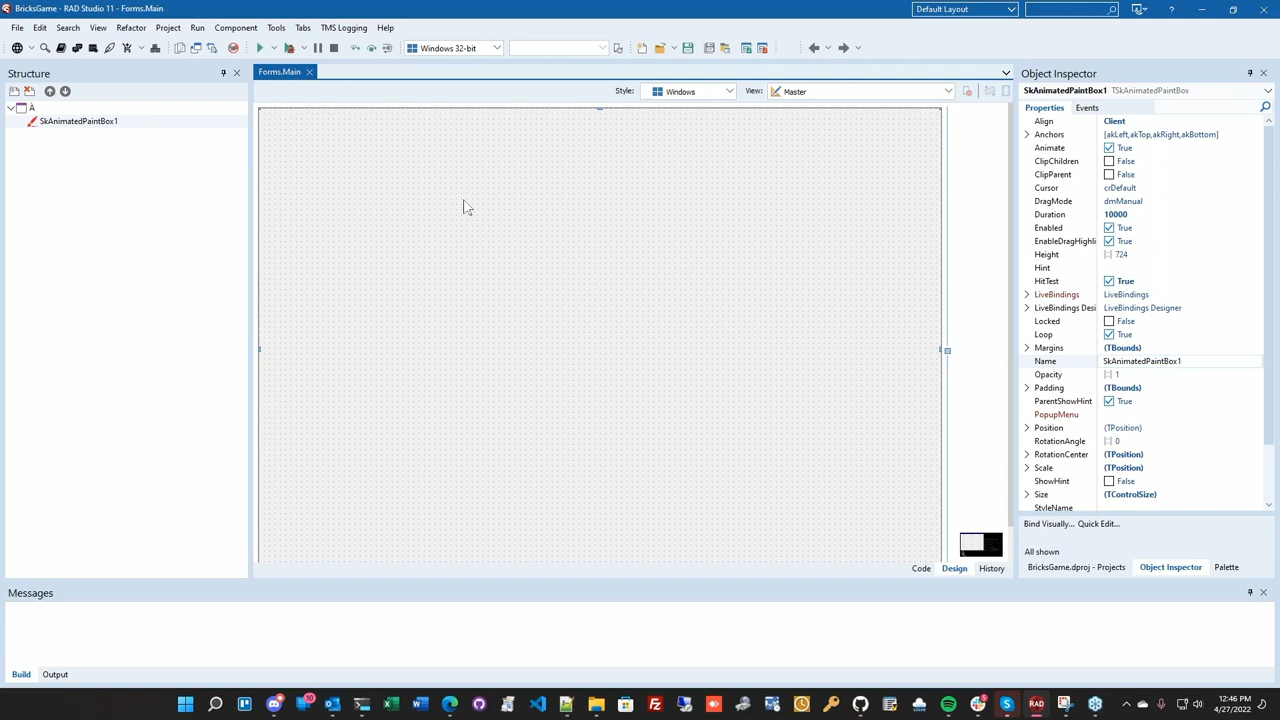 BricksGame - RAD Studio 11 - Forms.Main
Default Layout
File Edit Search View Refactor Project Run Component Tools Tabs TMS Logging Help
Windows 32-bit
Structure
Forms.Main
Object Inspector
Style: Windows View: Master
SkAnimatedPaintBox1 TSkAnimatedPaintBox
Properties Events
À
SkAnimatedPaintBox1
Align Client
Anchors [akLeft,akTop,akRight,akBottom]
Animate True
ClipChildren False
ClipParent False
Cursor crDefault
DragMode dmManual
Duration 10000
Enabled True
EnableDragHighli True
Height 724
Hint
HitTest True
LiveBindings LiveBindings
LiveBindings Desi LiveBindings Designer
Locked False
Loop True
Margins (TBounds)
Name SkAnimatedPaintBox1
Opacity 1
Padding (TBounds)
ParentShowHint True
PopupMenu
Position (TPosition)
RotationAngle 0
RotationCenter (TPosition)
Scale (TPosition)
ShowHint False
Size (TControlSize)
StyleName
Bind Visually... Quick Edit...
All shown
Code Design History
BricksGame.dproj - Projects Object Inspector Palette
Messages
Build Output
12:46 PM
4/27/2022